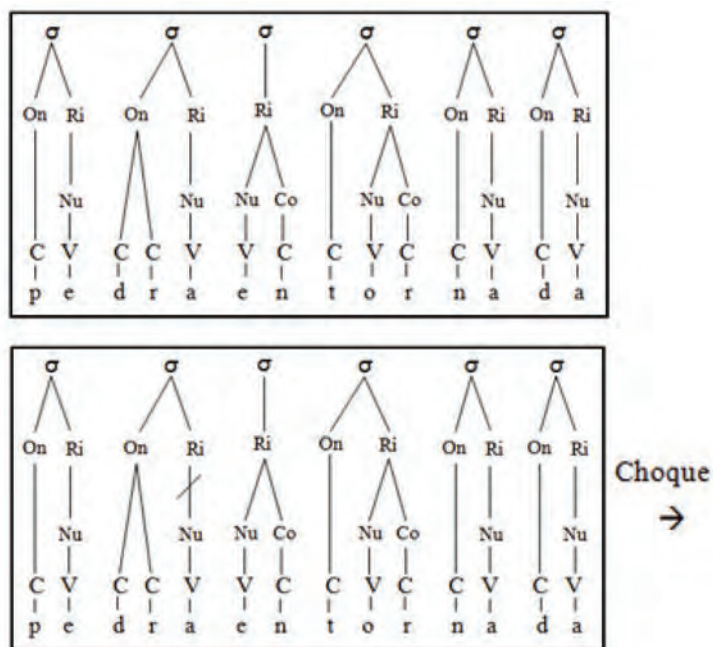 σ σ σ σ σ σ
On Ri On Ri Ri On Ri On Ri On Ri
Nu Nu Nu Co Nu Co Nu Nu
C V C C V V C C V C C V C V
p e d r a e n t o r n a d a
σ σ σ σ σ σ
On Ri On Ri Ri On Ri On Ri On Ri
Choque
→
Nu Nu Nu Co Nu Co Nu Nu
C V C C V V C C V C C V C V
p e d r a e n t o r n a d a